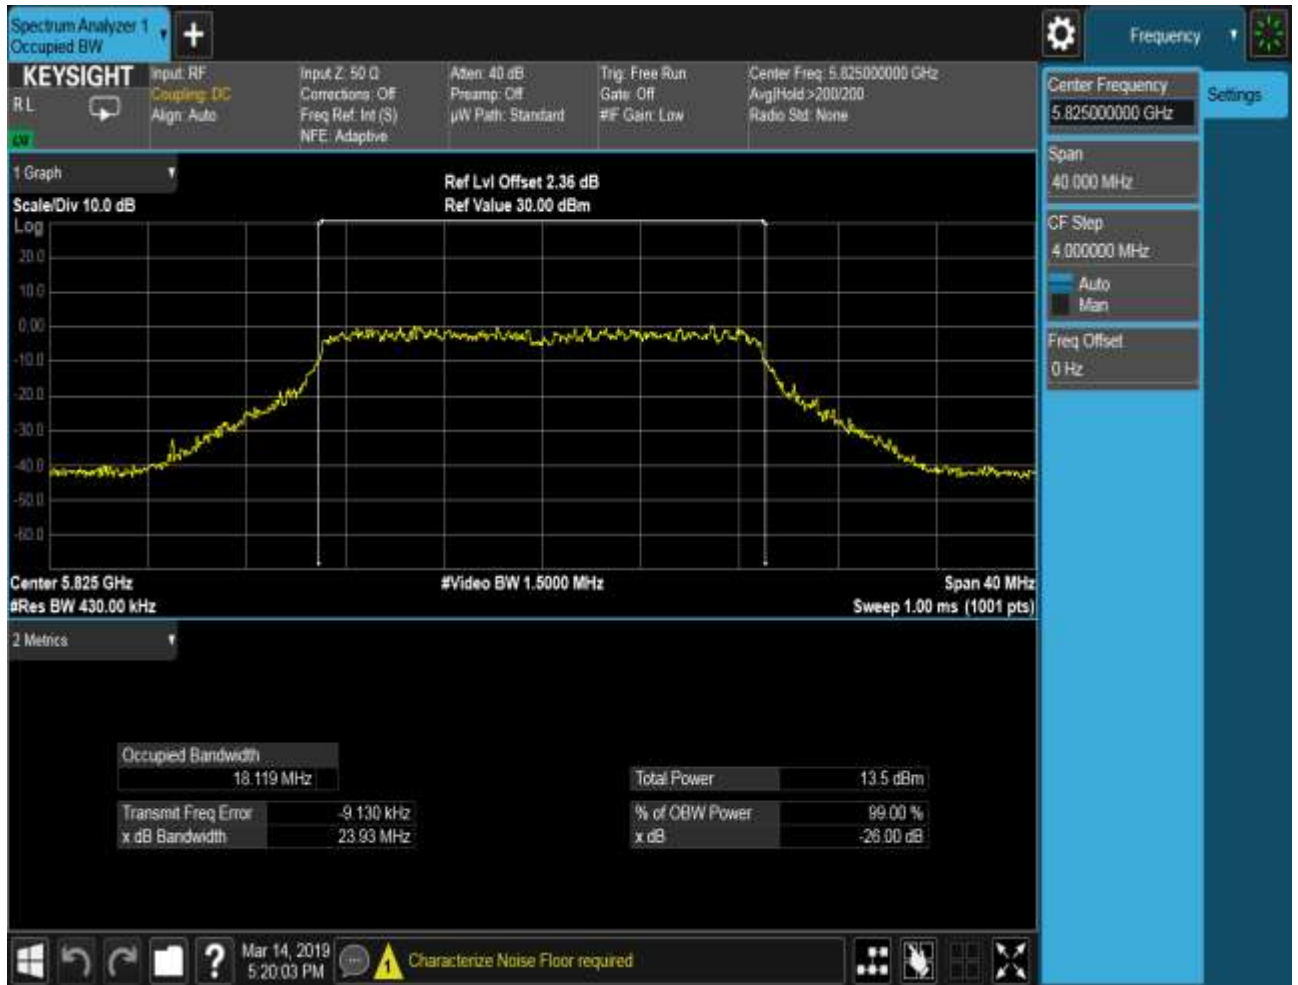 Spectrum Analyzer 1
Occupied BW
Frequency
KEYSIGHT
R L
Input: RF
Coupling: DC
Align: Auto
Input Z: 50 Ω
Corrections: Off
Freq Ref: Int (S)
NFE: Adaptive
Atten: 40 dB
Preamp: Off
µW Path: Standard
Trig: Free Run
Gate: Off
#IF Gain: Low
Center Freq: 5.825000000 GHz
Avg|Hold:>200/200
Radio Std: None
Center Frequency
5.825000000 GHz
Settings
Span
40.000 MHz
CF Step
4.000000 MHz
Auto
Man
Freq Offset
0 Hz
1 Graph
Scale/Div 10.0 dB
Ref Lvl Offset 2.36 dB
Ref Value 30.00 dBm
Log
20.0
10.0
0.00
-10.0
-20.0
-30.0
-40.0
-50.0
-60.0
Center 5.825 GHz
#Video BW 1.5000 MHz
Span 40 MHz
#Res BW 430.00 kHz
Sweep 1.00 ms (1001 pts)
2 Metrics
Occupied Bandwidth
18.119 MHz
Total Power 13.5 dBm
Transmit Freq Error -9.130 kHz
% of OBW Power 99.00 %
x dB Bandwidth 23.93 MHz
x dB -26.00 dB
Mar 14, 2019
5:20:03 PM
1
Characterize Noise Floor required